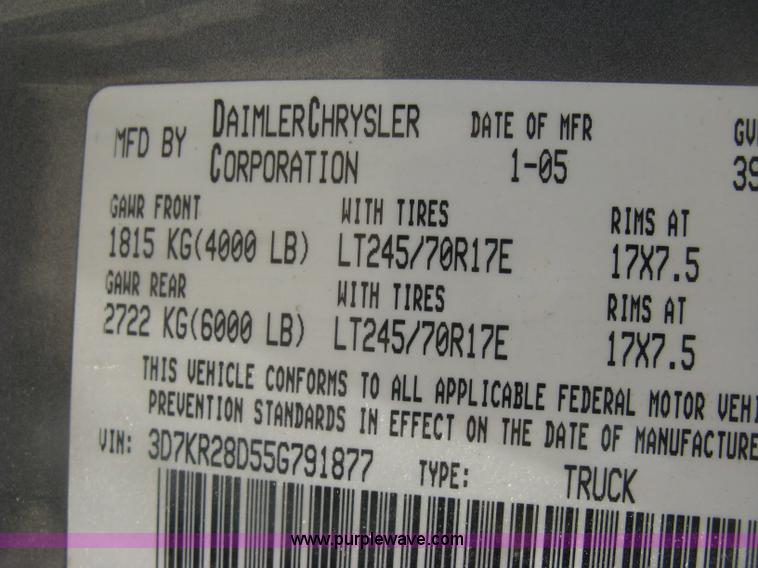 MFD BY DAIMLERCHRYSLER CORPORATION
DATE OF MFR
1-05
GAWR FRONT WITH TIRES RIMS AT
1815 KG(4000 LB) LT245/70R17E 17X7.5
GAWR REAR WITH TIRES RIMS AT
2722 KG(6000 LB) LT245/70R17E 17X7.5
THIS VEHICLE CONFORMS TO ALL APPLICABLE FEDERAL MOTOR
PREVENTION STANDARDS IN EFFECT ON THE DATE OF MANUFACTURE
VIN: 3D7KR28D55G791877 TYPE: TRUCK
www.purplewave.com